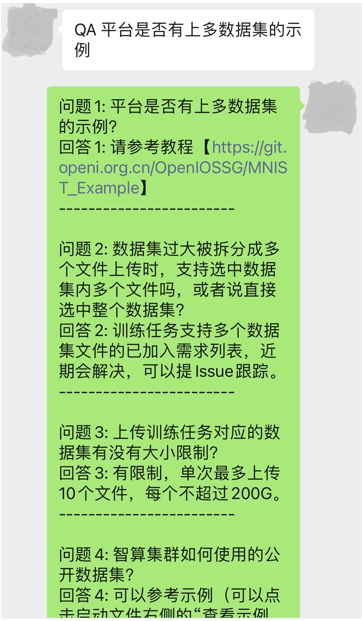 QA 平台是否有上多数据集的示
例
问题1: 平台是否有上多数据集
的示例?
回答1: 请参考教程【https://git.
openi.org.cn/OpenIOSSG/MNIS
T_Example】
------------------------
问题2: 数据集过大被拆分成多
个文件上传时，支持选中数据
集内多个文件吗，或者说直接
选中整个数据集?
回答2: 训练任务支持多个数据
集文件的已加入需求列表，近
期会解决，可以提Issue跟踪。
------------------------
问题3: 上传训练任务对应的数
据集有没有大小限制?
回答3: 有限制，单次最多上传
10个文件，每个不超过200G。
------------------------
问题4: 智算集群如何使用的公
开数据集?
回答4: 可以参考示例（可以点
击启动文件右侧的“查看示例